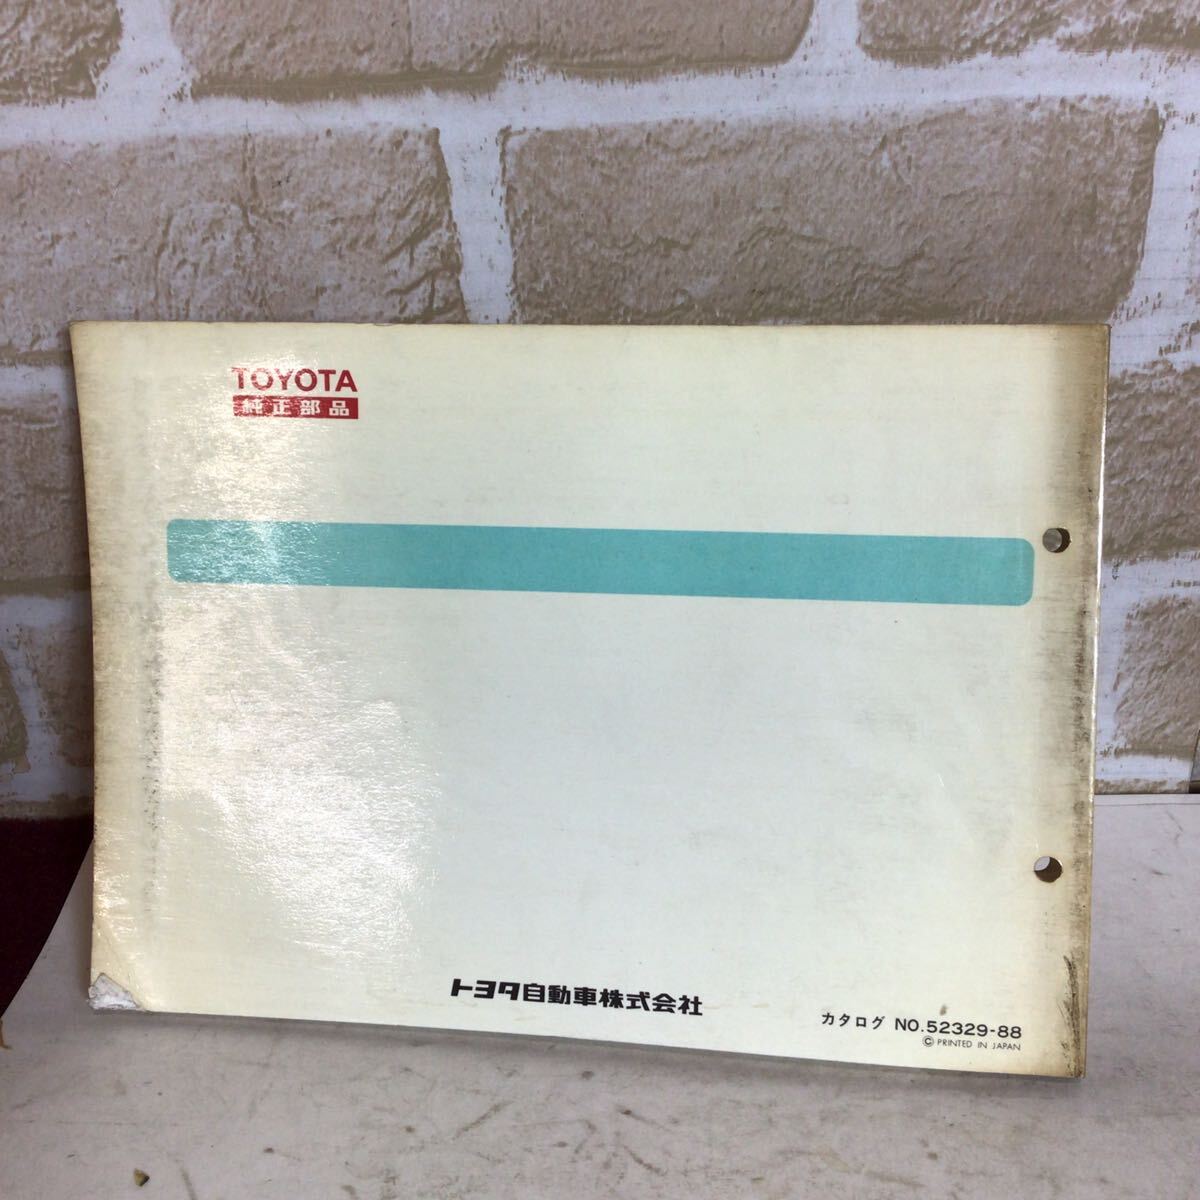 TOYOTA
純正部品
トヨタ自動車株式会社
カタログ NO.52329-88
© PRINTED IN JAPAN